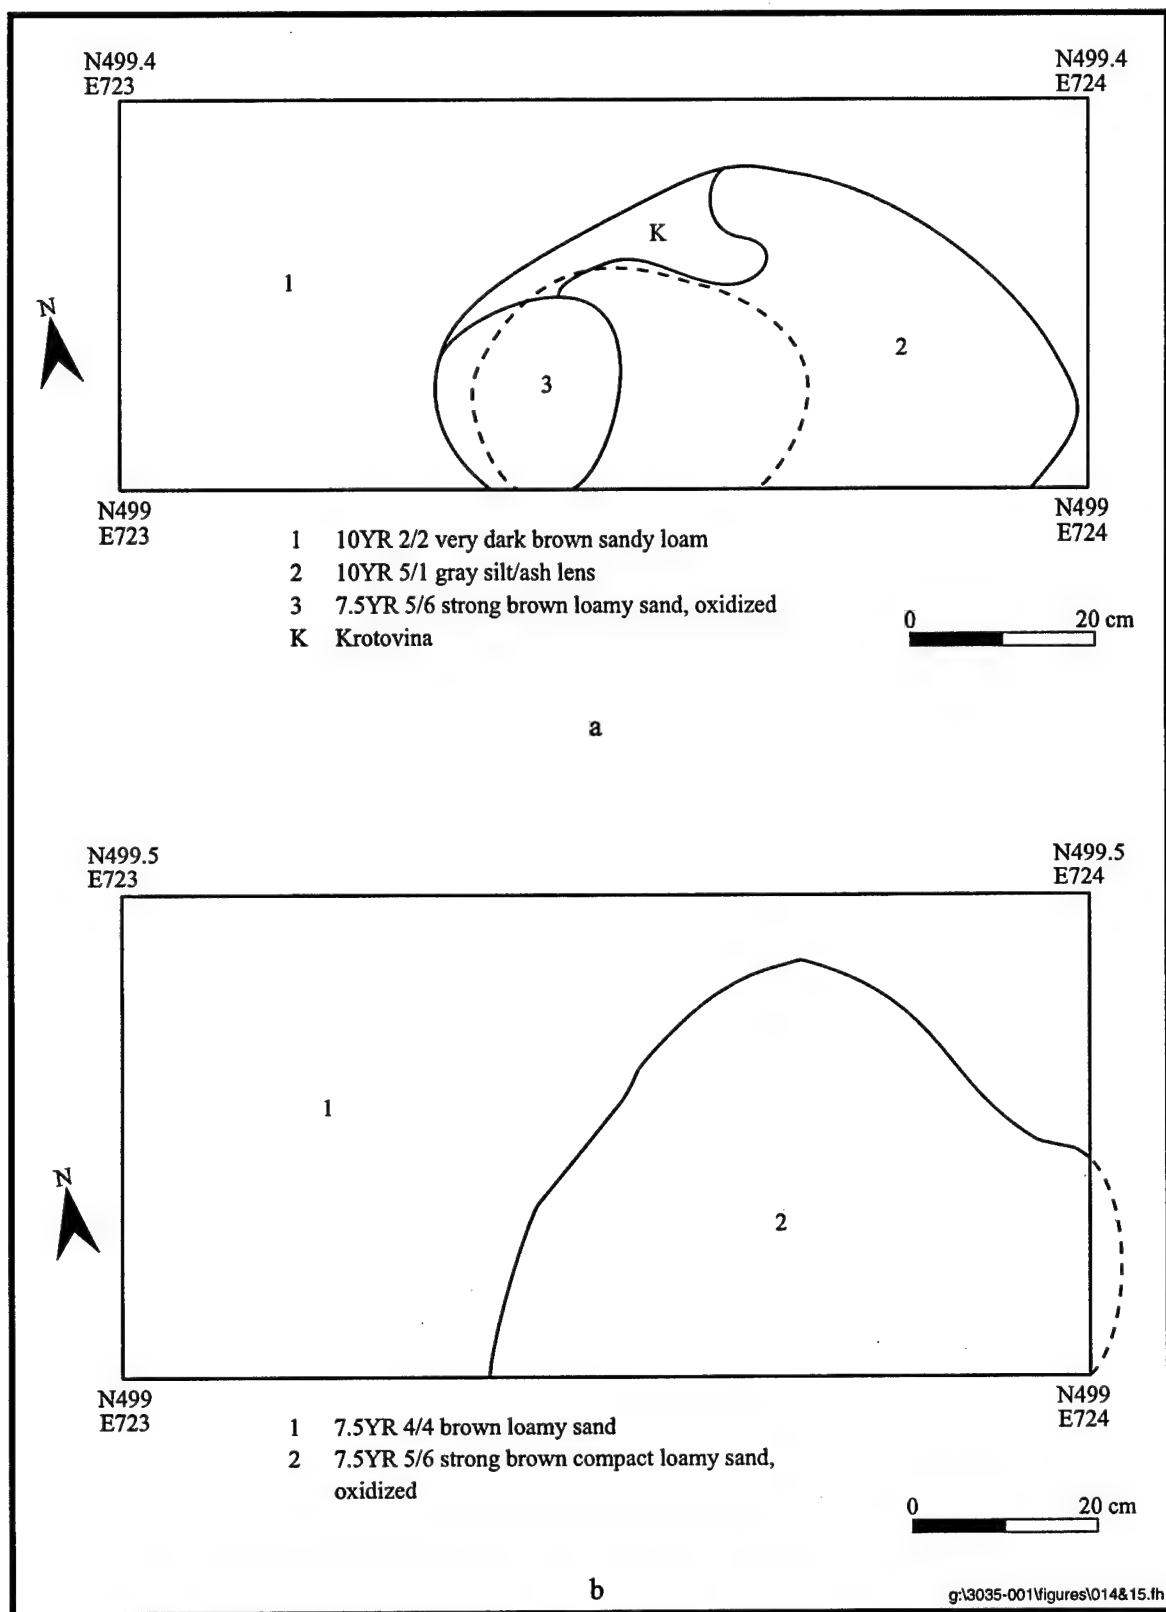 N499.4
E723
N499.4
E724
K
1
N
2
3
N499
E723
N499
E724
1 10YR 2/2 very dark brown sandy loam
2 10YR 5/1 gray silt/ash lens
3 7.5YR 5/6 strong brown loamy sand, oxidized
K Krotovina
0 20 cm
a
N499.5
E723
N499.5
E724
1
N
2
N499
E723
N499
E724
1 7.5YR 4/4 brown loamy sand
2 7.5YR 5/6 strong brown compact loamy sand,
oxidized
0 20 cm
b
g:\3035-001\figures\014&15.fh